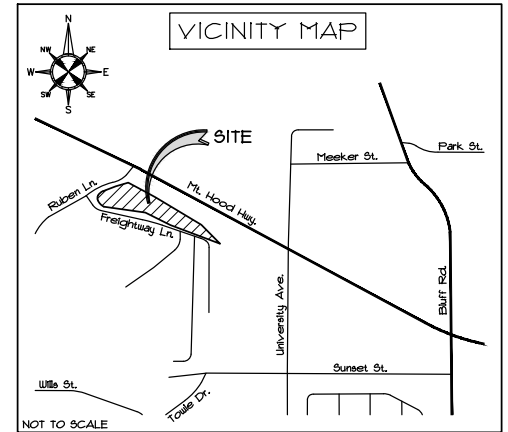 VICINITY MAP
N
NW
NE
W
E
SW
SE
S
SITE
Park St.
Meeker St.
Ruben Ln.
Mt. Hood Hwy.
Freightway Ln.
University Ave.
Bluff Rd.
Sunset St.
Wills St.
Towle Dr.
NOT TO SCALE